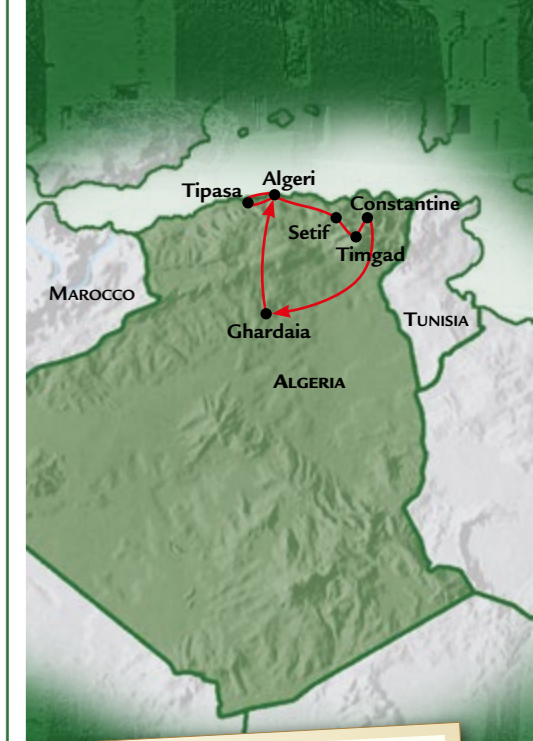 Algeri
Tipasa
Constantine
Setif
Timgad
MAROCCO
Ghardaia
TUNISIA
ALGERIA